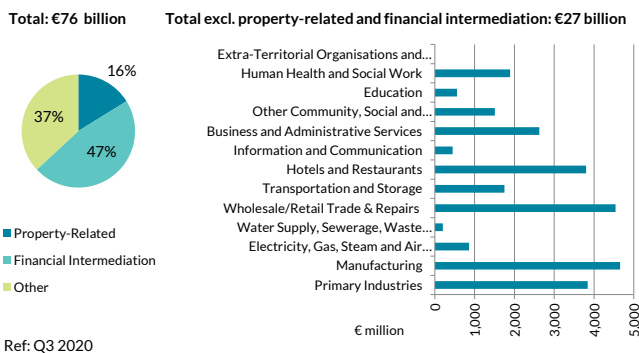 Total: €76 billion
Total excl. property-related and financial intermediation: €27 billion
16%
37%
47%
Property-Related
Financial Intermediation
Other
Extra-Territorial Organisations and...
Human Health and Social Work
Education
Other Community, Social and...
Business and Administrative Services
Information and Communication
Hotels and Restaurants
Transportation and Storage
Wholesale/Retail Trade & Repairs
Water Supply, Sewerage, Waste...
Electricity, Gas, Steam and Air...
Manufacturing
Primary Industries
0
1,000
2,000
3,000
4,000
5,000
€ million
Ref: Q3 2020